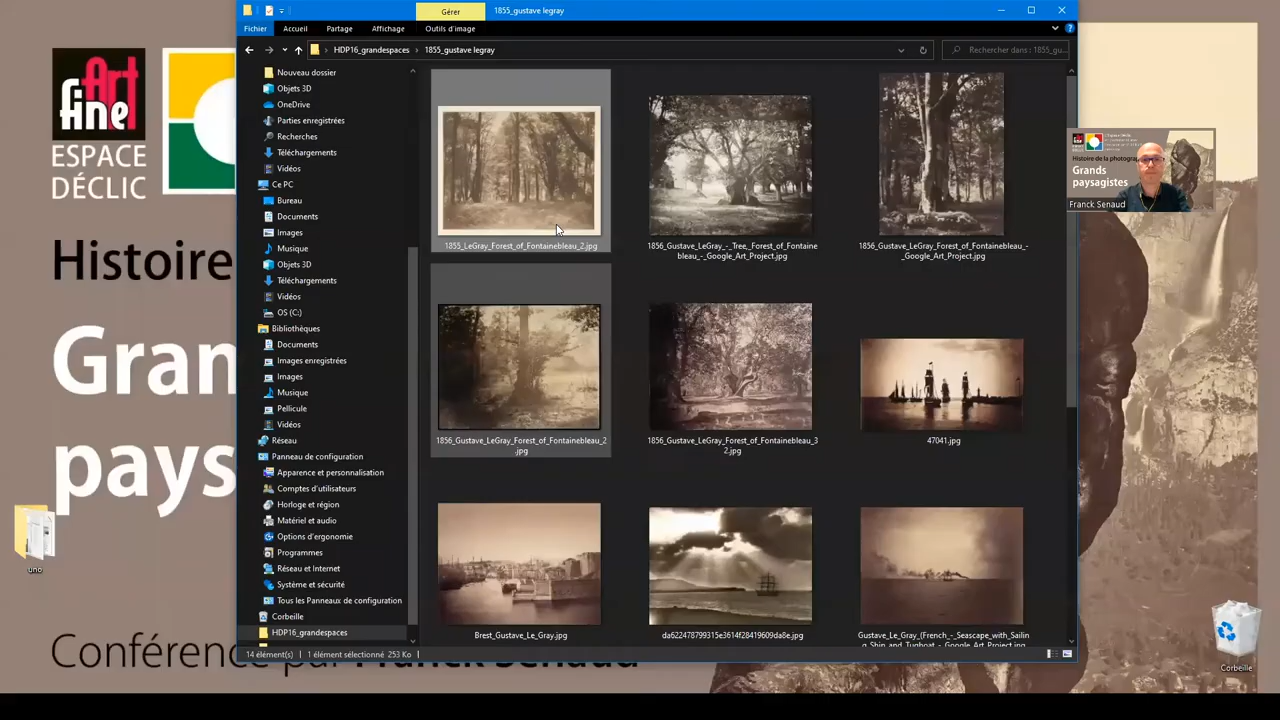 Art
fine
ESPACE
DÉCLIC
Histoire
Gran
pays
Conférence par Franck Senaud
uno
Corbeille
Gérer
1855_gustave legray
Fichier
Accueil
Partage
Affichage
Outils d'image
HDP16_grandespaces
1855_gustave legray
Rechercher dans : 1855_gu...
Nouveau dossier
Objets 3D
OneDrive
Parties enregistrées
Recherches
Téléchargements
Vidéos
Ce PC
Bureau
Documents
Images
Musique
Objets 3D
Téléchargements
Vidéos
OS (C:)
Bibliothèques
Documents
Images enregistrées
Images
Musique
Pellicule
Vidéos
Réseau
Panneau de configuration
Apparence et personnalisation
Comptes d'utilisateurs
Horloge et région
Matériel et audio
Options d'ergonomie
Programmes
Réseau et Internet
Système et sécurité
Tous les Panneaux de configuration
Corbeille
HDP16_grandespaces
1855_LeGray_Forest_of_Fontainebleau_2.jpg
1856_Gustave_LeGray_-_Tree,_Forest_of_Fontaine
bleau_-_Google_Art_Project.jpg
1856_Gustave_LeGray_Forest_of_Fontainebleau_-
_Google_Art_Project.jpg
1856_Gustave_LeGray_Forest_of_Fontainebleau_2
.jpg
1856_Gustave_LeGray_Forest_of_Fontainebleau_3
2.jpg
47041.jpg
Brest_Gustave_Le_Gray.jpg
da622478799315e3614f28419609da8e.jpg
Gustave_Le_Gray_(French_-_Seascape_with_Sailin
g_Ship_and_Tugboat_-_Google_Art_Project.jpg
14 élément(s)
1 élément sélectionné 253 Ko
Histoire de la photogra
Grands
paysagistes
Franck Senaud